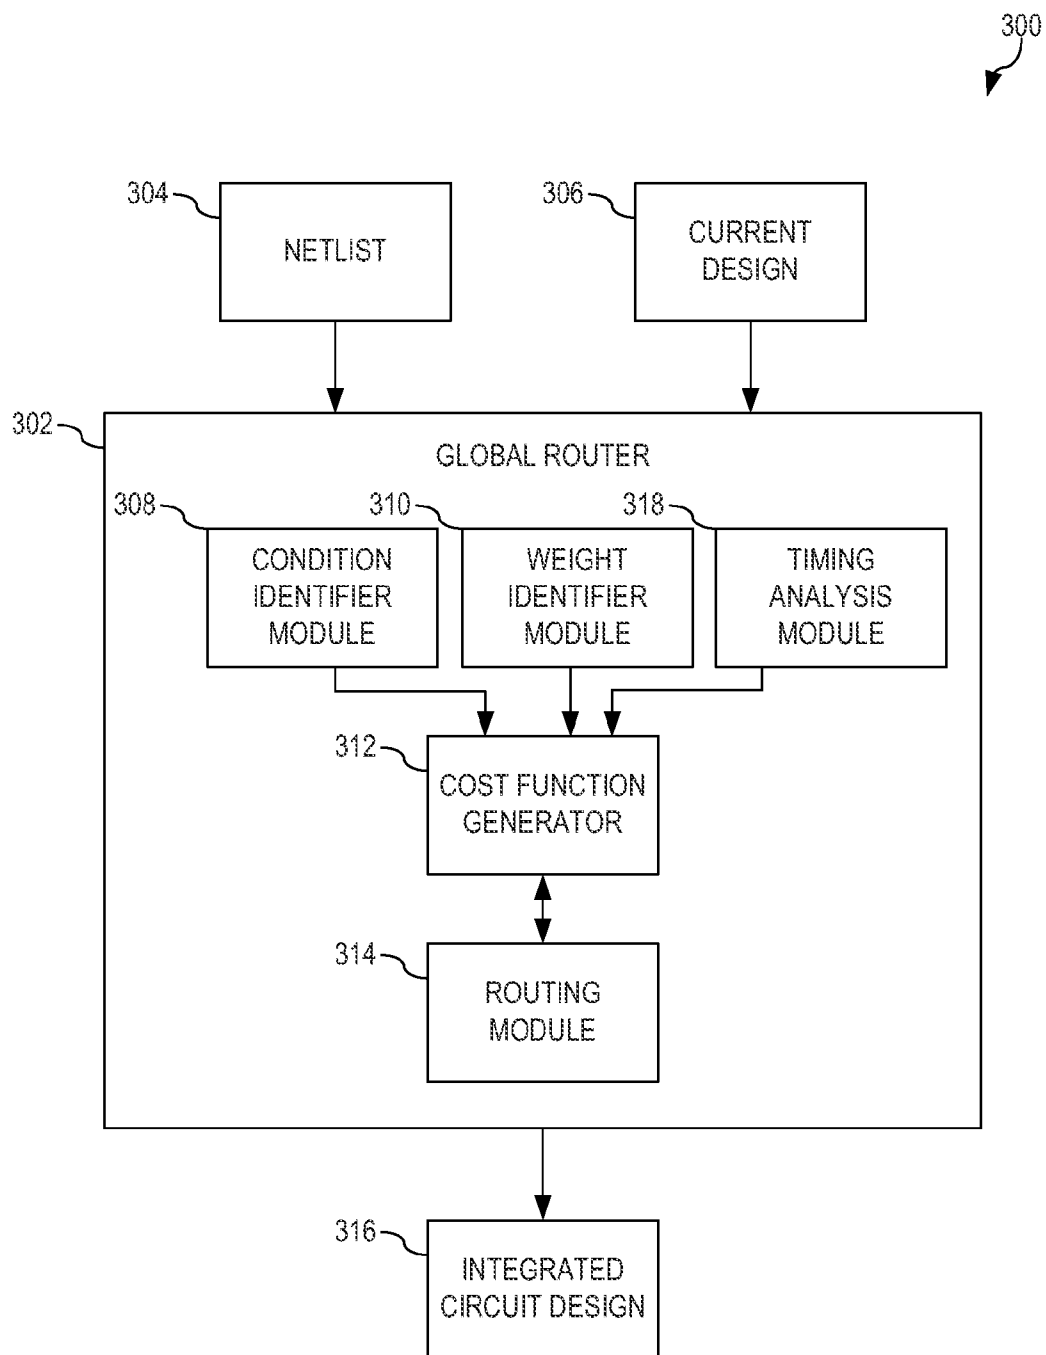 300
304
NETLIST
306
CURRENT
DESIGN
302
GLOBAL ROUTER
308
CONDITION
IDENTIFIER
MODULE
310
WEIGHT
IDENTIFIER
MODULE
318
TIMING
ANALYSIS
MODULE
312
COST FUNCTION
GENERATOR
314
ROUTING
MODULE
316
INTEGRATED
CIRCUIT DESIGN